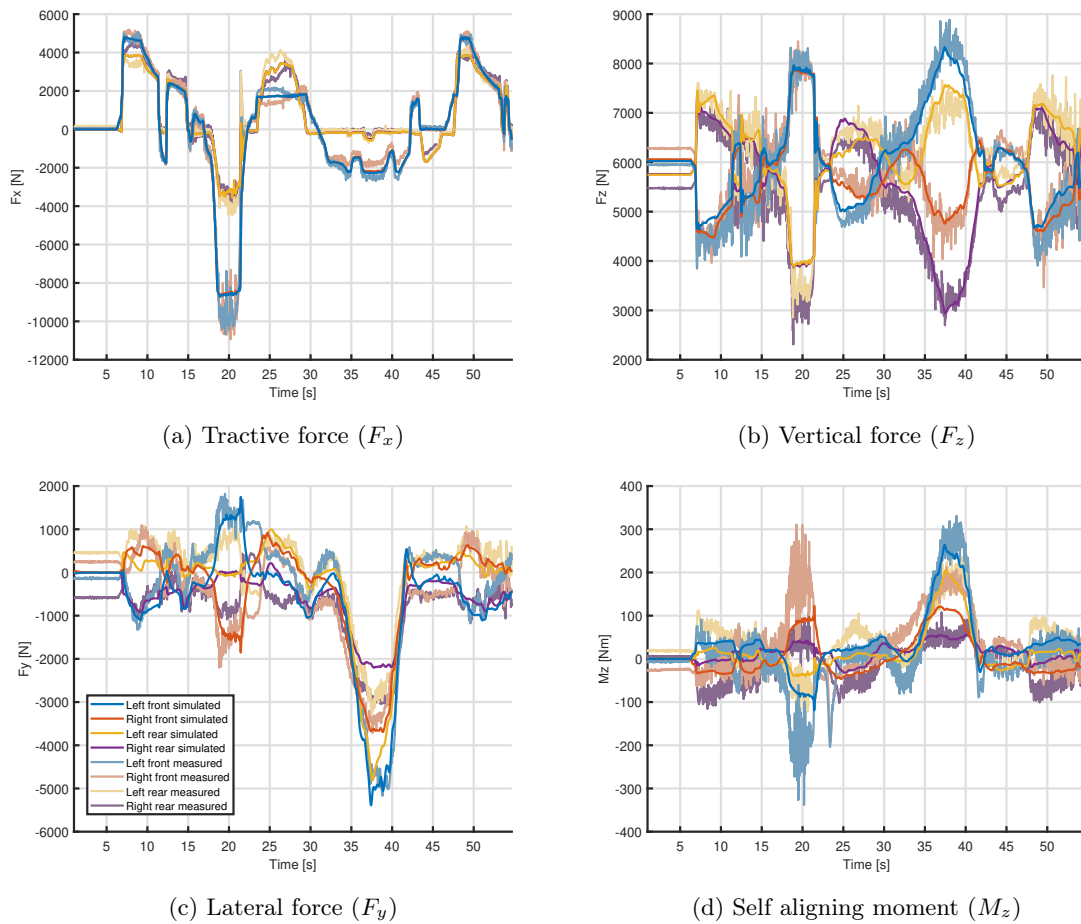 6000
4000
2000
0
-2000
-4000
-6000
-8000
-10000
-12000
Fx [N]
5 10 15 20 25 30 35 40 45 50
Time [s]
(a) Tractive force (Fx)
9000
8000
7000
6000
5000
4000
3000
2000
Fz [N]
5 10 15 20 25 30 35 40 45 50
Time [s]
(b) Vertical force (Fz)
2000
1000
0
-1000
-2000
-3000
-4000
-5000
-6000
Fy [N]
Left front simulated
Right front simulated
Left rear simulated
Right rear simulated
Left front measured
Right front measured
Left rear measured
Right rear measured
5 10 15 20 25 30 35 40 45 50
Time [s]
(c) Lateral force (Fy)
400
300
200
100
0
-100
-200
-300
-400
Mz [Nm]
5 10 15 20 25 30 35 40 45 50
Time [s]
(d) Self aligning moment (Mz)